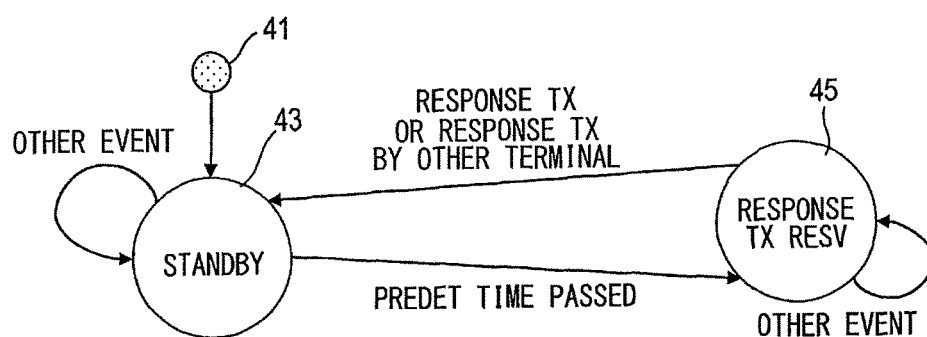 41
43
45
RESPONSE TX
OR RESPONSE TX
BY OTHER TERMINAL
OTHER EVENT
STANDBY
RESPONSE
TX RESV
PREDET TIME PASSED
OTHER EVENT